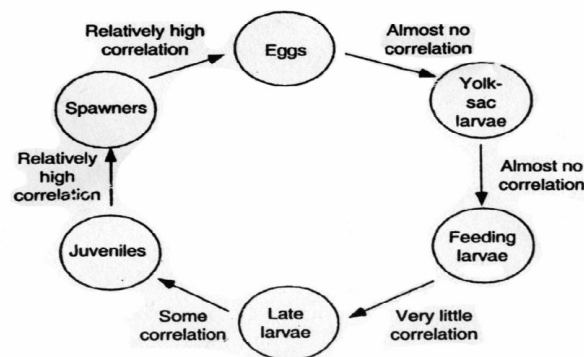 Relatively high
correlation
Eggs
Almost no
correlation
Yolk-
sac
larvae
Almost no
correlation
Feeding
larvae
Very little
correlation
Late
larvae
Some
correlation
Juveniles
Relatively
high
correlation
Spawners